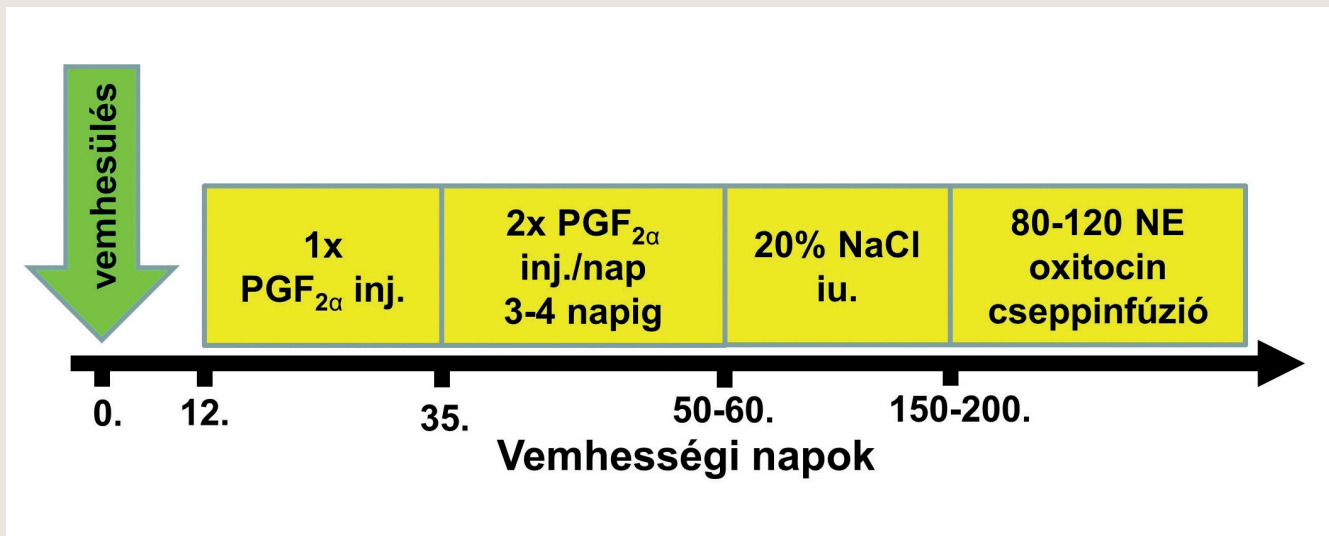 vemhesülés
1x
PGF2α inj.
2x PGF2α
inj./nap
3-4 napig
20% NaCl
iu.
80-120 NE
oxitocin
cseppinfúzió
0.
12.
35.
50-60.
150-200.
Vemhességi napok